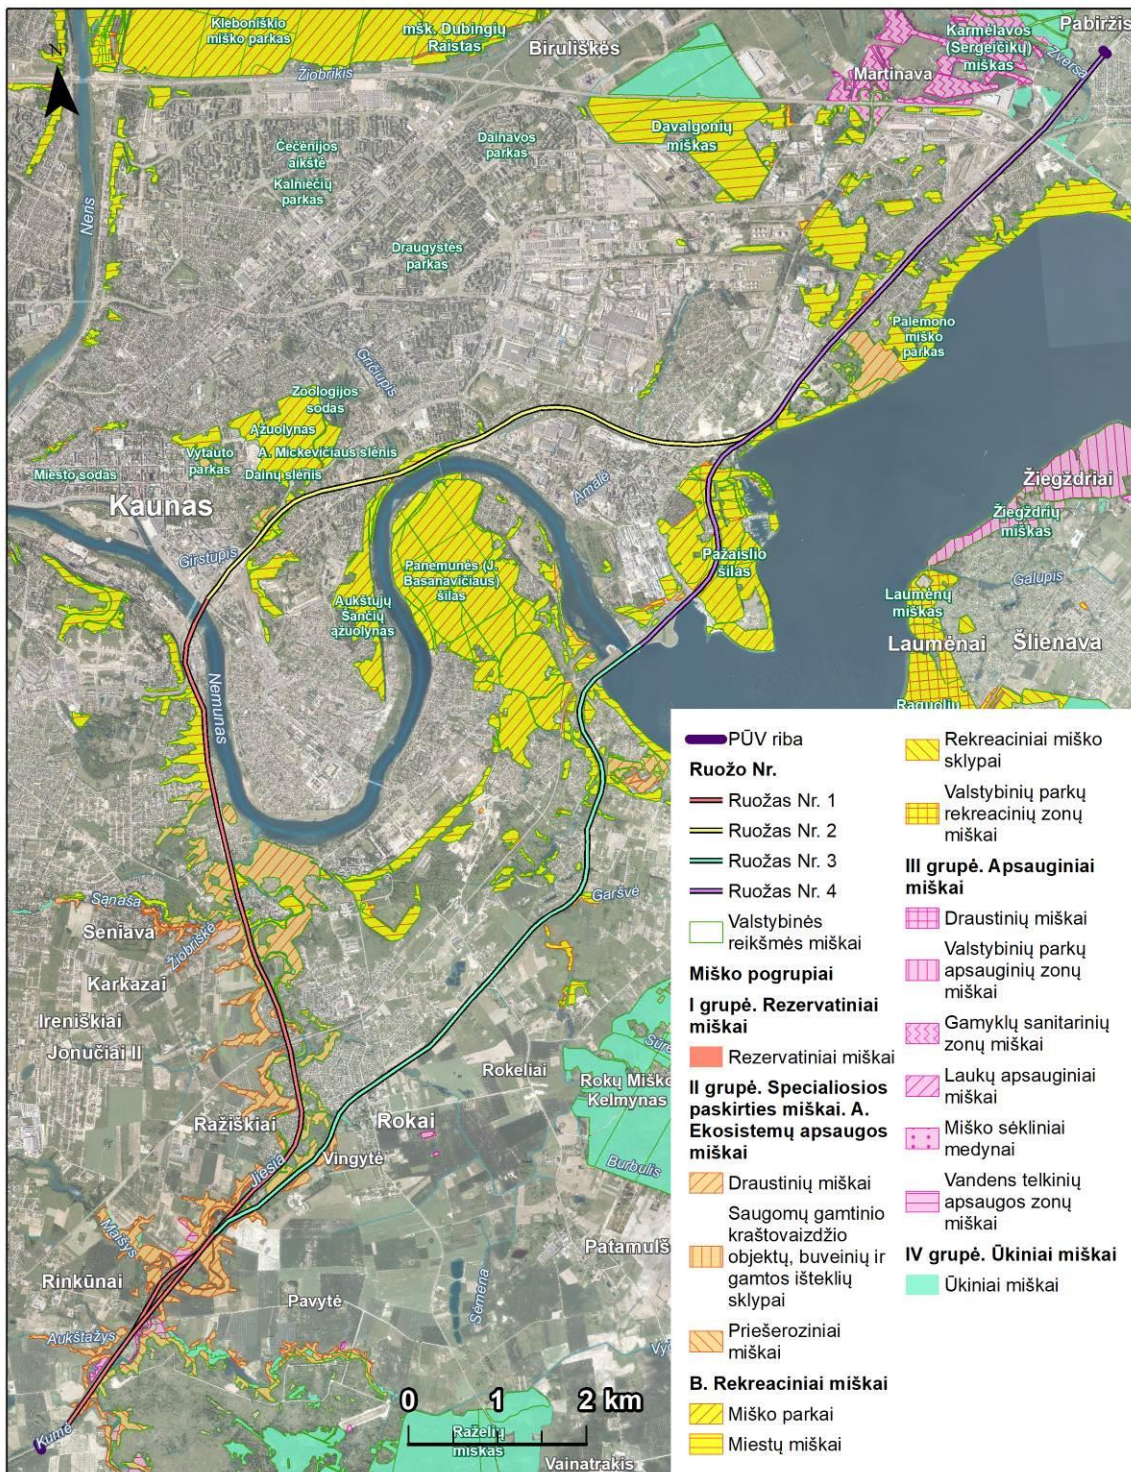 Kleboniškio
miško parkas
mšk. Dubingių
Raistas
Biruliškės
Karmėlavos
(Sergeičikų)
miškas
Pabiržis
Žiobrikis
Martinava
Žversa
N
Davalgonių
miškas
Dainavos
parkas
Čečėnijos
aikštė
Kalniečių
parkas
Neris
Draugystės
parkas
Palemono
miško
parkas
Gričiupis
Zoologijos
sodas
Ąžuolynas
Vytauto
parkas
A. Mickevičiaus slėnis
Dainų slėnis
Miesto sodas
Kaunas
Amalė
Žiegždriai
Žiegždrių
miškas
Girstupis
Panemunės (J.
Basanavičiaus)
šilas
Pažaislio
šilas
Galupis
Aukštųjų
Šančių
ąžuolynas
Laumėnų
miškas
Laumėnai
Šlienava
Raguolių
Nemunas
Garšvė
Sąnaša
Seniava
Žiobriškė
Karkazai
Ireniškiai
Jonučiai II
Rokeliai
Rokų Miško
Kelmynas
Ražiškiai
Rokai
Vingytė
Jiesia
Burbulis
Maišys
Patamulš
Rinkūnai
Pavytė
Sėmena
Aukštažys
Kumė
0 1 2 km
Raželių
miškas
Vainatrakis
PŪV riba
Ruožo Nr.
Ruožas Nr. 1
Ruožas Nr. 2
Ruožas Nr. 3
Ruožas Nr. 4
Valstybinės
reikšmės miškai
Miško pogrupiai
I grupė. Rezervatiniai
miškai
Rezervatiniai miškai
II grupė. Specialiosios
paskirties miškai. A.
Ekosistemų apsaugos
miškai
Draustinių miškai
Saugomų gamtinio
kraštovaizdžio
objektų, buveinių ir
gamtos išteklių
sklypai
Priešeroziniai
miškai
B. Rekreaciniai miškai
Miško parkai
Miestų miškai
Rekreaciniai miško
sklypai
Valstybinių parkų
rekreacinių zonų
miškai
III grupė. Apsauginiai
miškai
Draustinių miškai
Valstybinių parkų
apsauginių zonų
miškai
Gamyklų sanitarinių
zonų miškai
Laukų apsauginiai
miškai
Miško sėkliniai
medynai
Vandens telkinių
apsaugos zonų
miškai
IV grupė. Ūkiniai miškai
Ūkiniai miškai